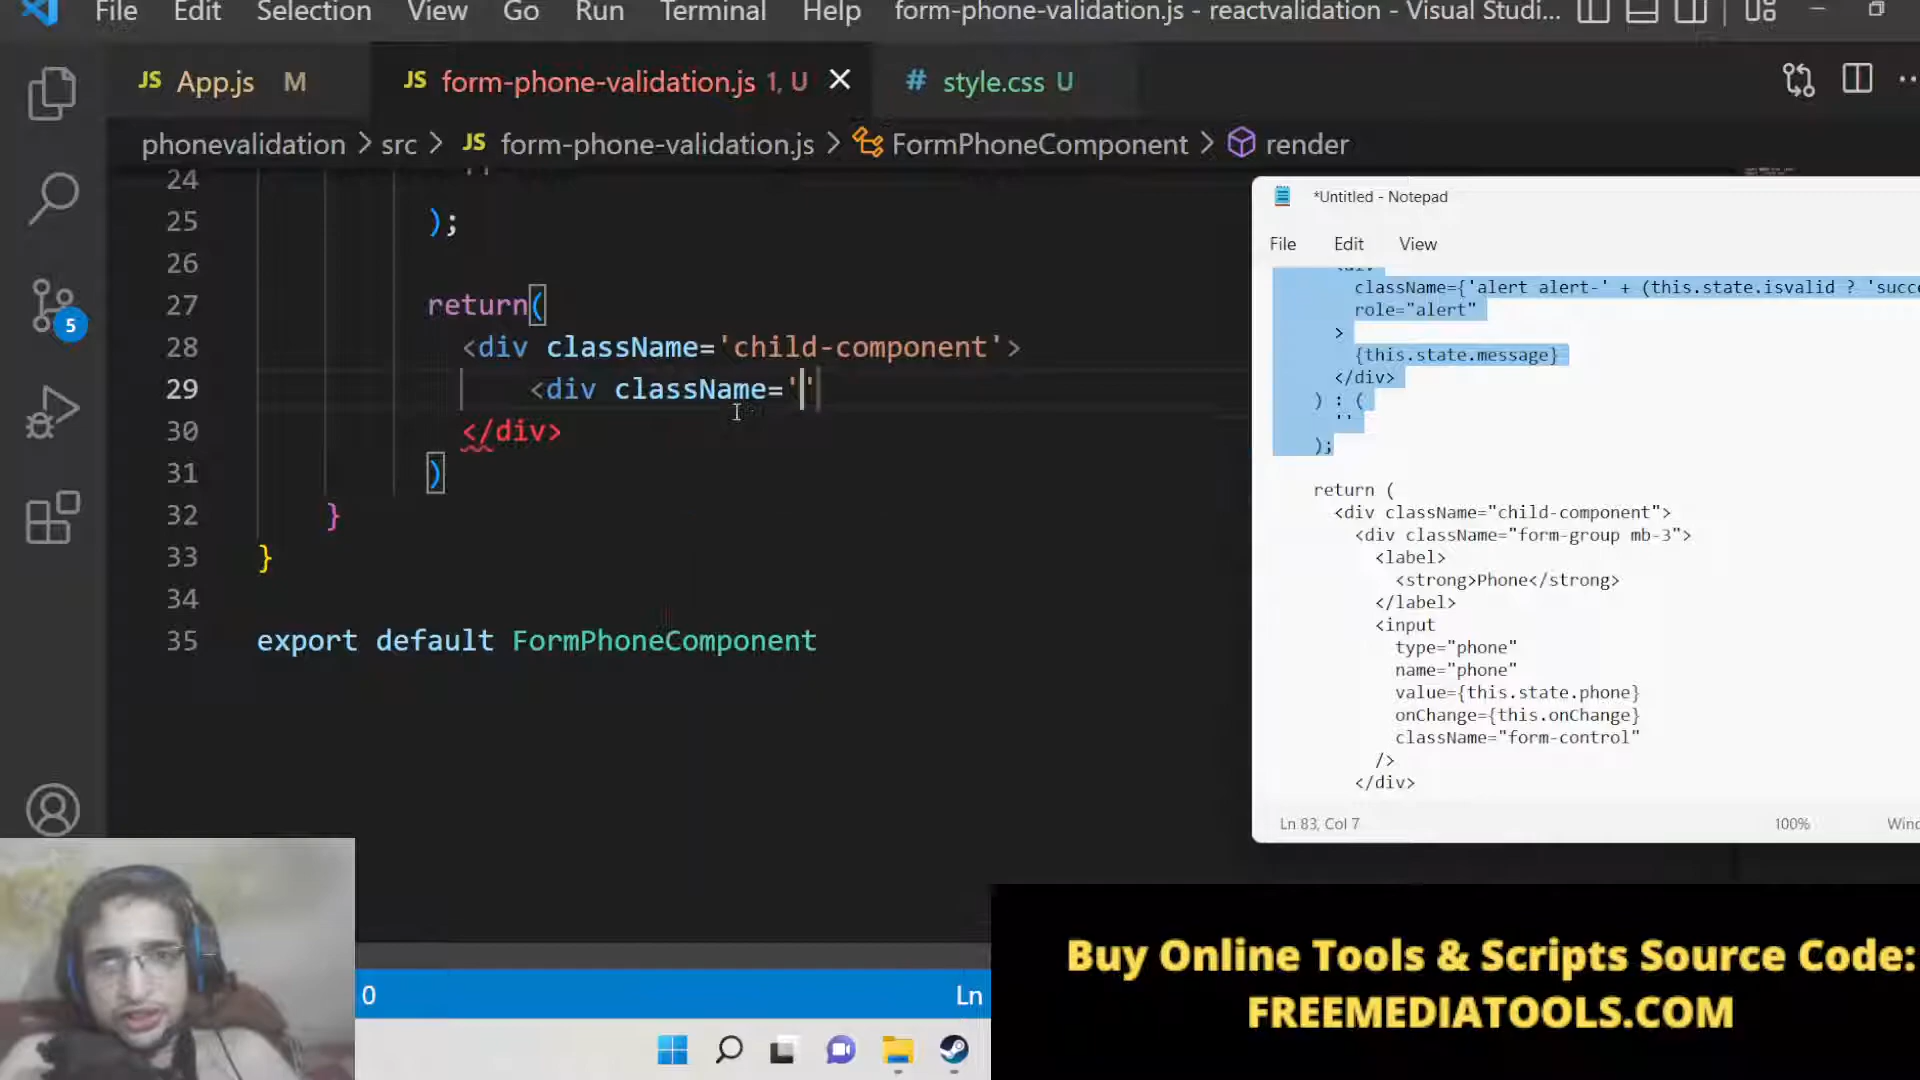 File Edit Selection View Go Run Terminal Help form-phone-validation.js - reactvalidation - Visual Studi...
JS App.js M JS form-phone-validation.js 1, U # style.css U
phonevalidation > src > JS form-phone-validation.js > FormPhoneComponent > render
24 ''
25 );
26
27 return(
28 <div className='child-component'>
29 <div className=''
30 </div>
31 )
32 }
33 }
34
35 export default FormPhoneComponent
5
*Untitled - Notepad
File Edit View
<div
className={'alert alert-' + (this.state.isvalid ? 'succe
role="alert"
>
{this.state.message}
</div>
) : (
''
);
return (
<div className="child-component">
<div className="form-group mb-3">
<label>
<strong>Phone</strong>
</label>
<input
type="phone"
name="phone"
value={this.state.phone}
onChange={this.onChange}
className="form-control"
/>
</div>
Ln 83, Col 7 100% Winc
0 Ln
Buy Online Tools & Scripts Source Code:
FREEMEDIATOOLS.COM